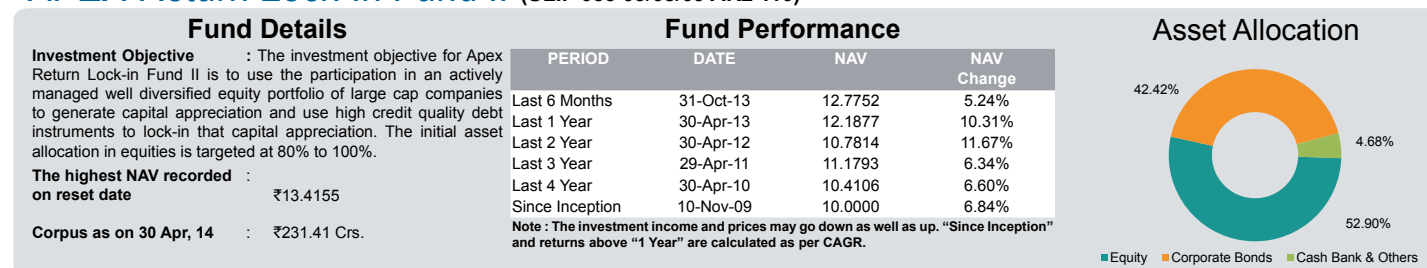 Fund Details
Investment Objective : The investment objective for Apex
Return Lock-in Fund II is to use the participation in an actively
managed well diversified equity portfolio of large cap companies
to generate capital appreciation and use high credit quality debt
instruments to lock-in that capital appreciation. The initial asset
allocation in equities is targeted at 80% to 100%.
The highest NAV recorded :
on reset date ₹13.4155
Corpus as on 30 Apr, 14 : ₹231.41 Crs.
Fund Performance
PERIOD DATE NAV NAV
Change
Last 6 Months 31-Oct-13 12.7752 5.24%
Last 1 Year 30-Apr-13 12.1877 10.31%
Last 2 Year 30-Apr-12 10.7814 11.67%
Last 3 Year 29-Apr-11 11.1793 6.34%
Last 4 Year 30-Apr-10 10.4106 6.60%
Since Inception 10-Nov-09 10.0000 6.84%
Note : The investment income and prices may go down as well as up. “Since Inception”
and returns above “1 Year” are calculated as per CAGR.
Asset Allocation
42.42%
4.68%
52.90%
Equity Corporate Bonds Cash Bank & Others